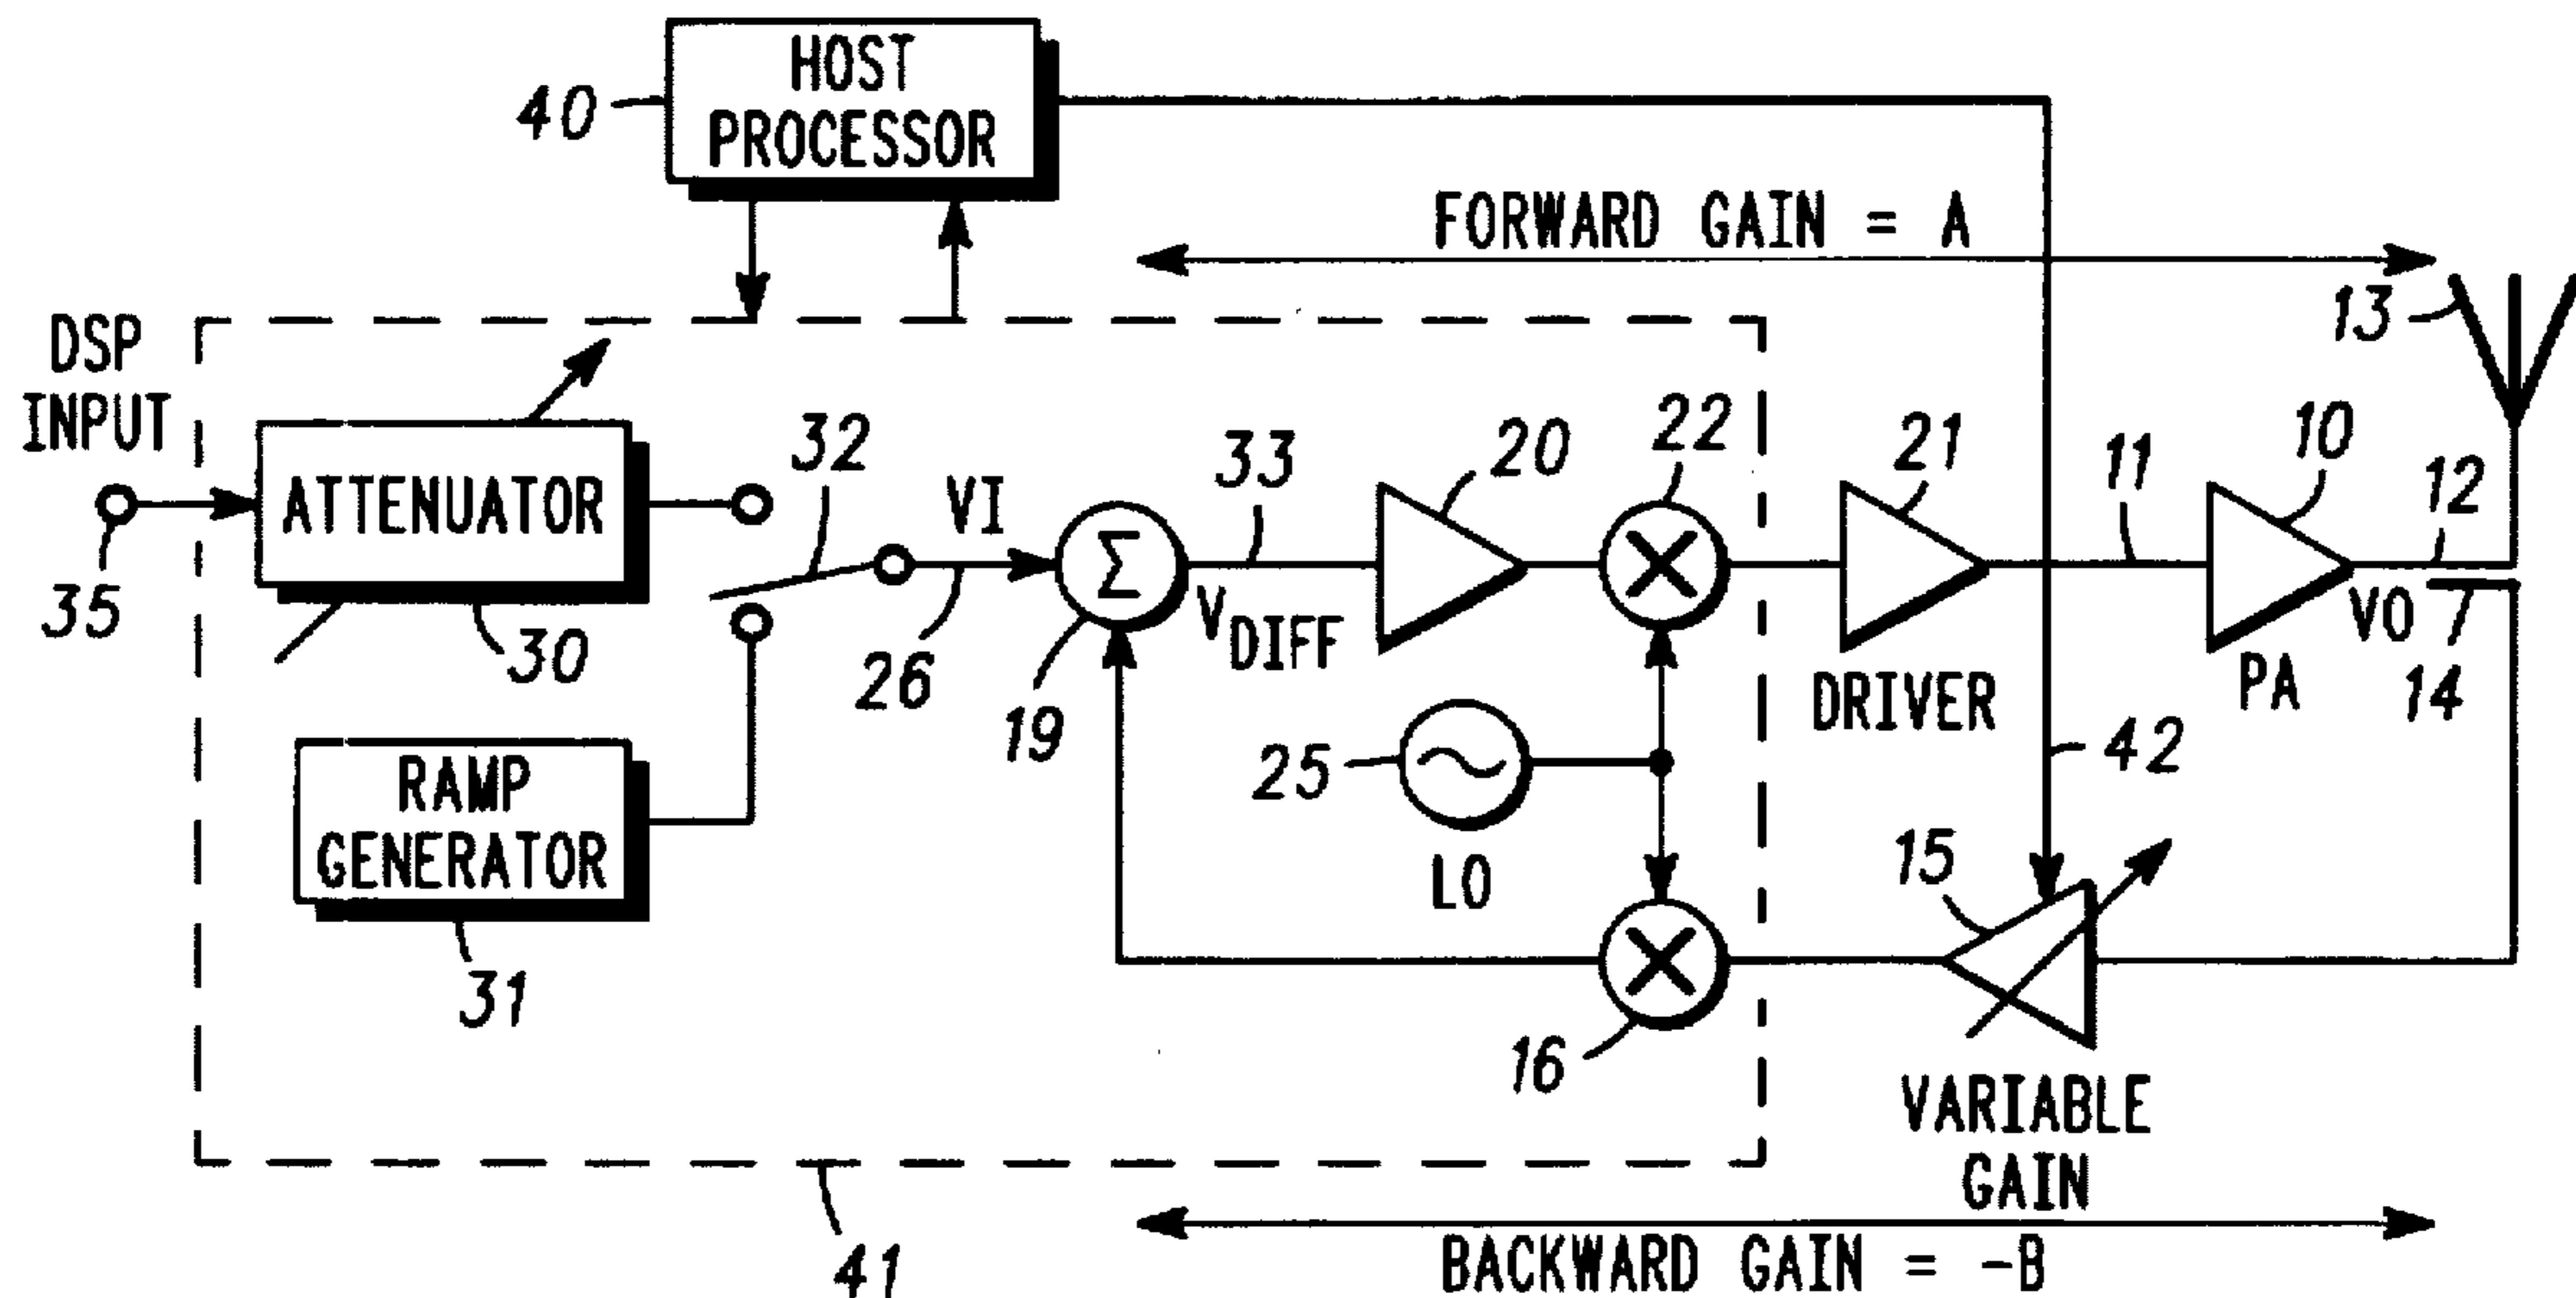 HOST
PROCESSOR
40
FORWARD GAIN = A
13
DSP
INPUT
ATTENUATOR
32
VI
33
20
22
21
11
10
12
Σ
35
30
26
19
VDIFF
DRIVER
PA
VO
14
42
25
LO
RAMP
GENERATOR
31
15
16
VARIABLE
GAIN
41
BACKWARD GAIN = -B